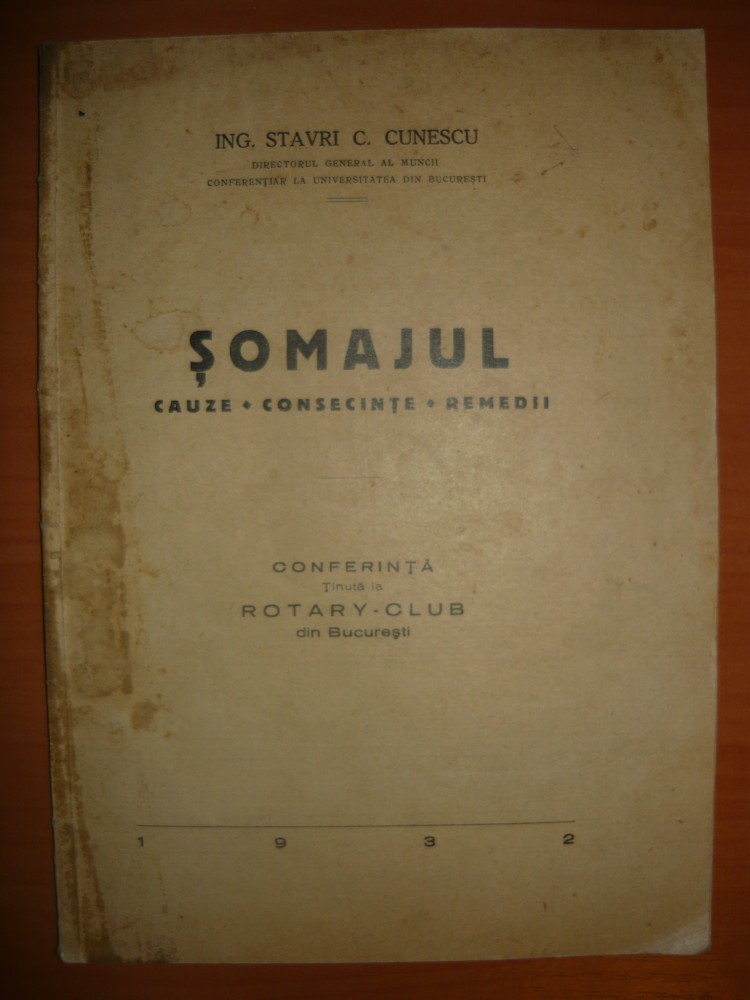 ING. STAVRI C. CUNESCU
DIRECTORUL GENERAL AL MUNCII
CONFERENȚIAR LA UNIVERSITATEA DIN BUCUREȘTI
ȘOMAJUL
CAUZE • CONSECINȚE • REMEDII
CONFERINȚĂ
Ținută la
ROTARY-CLUB
din București
1 9 3 2